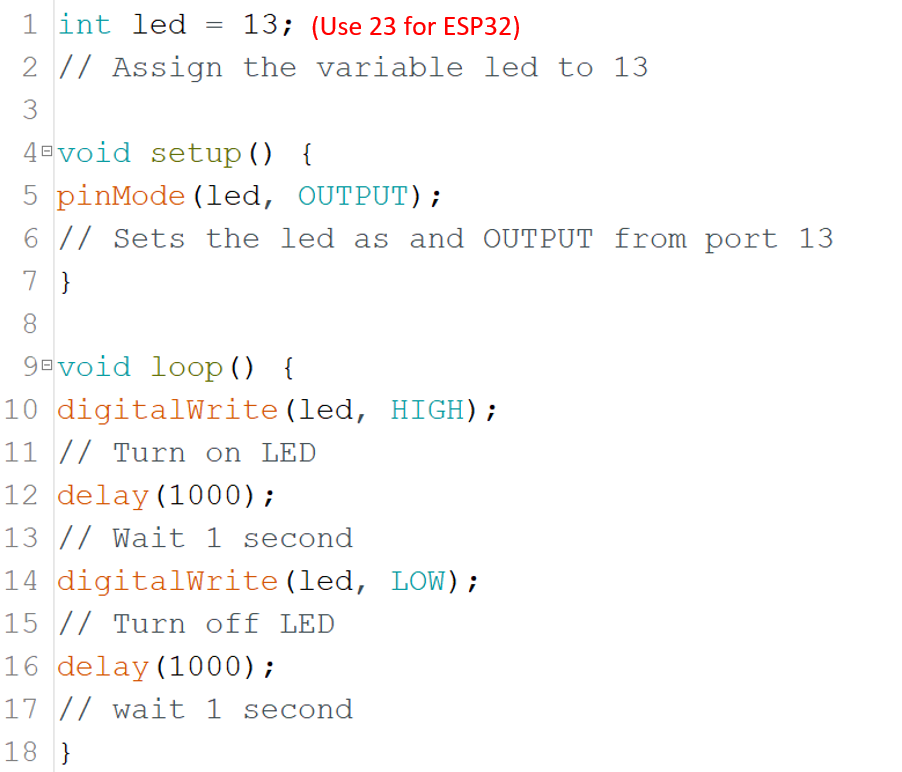 1 int led = 13; (Use 23 for ESP32)
2 // Assign the variable led to 13
3
4 void setup() {
5 pinMode(led, OUTPUT);
6 // Sets the led as and OUTPUT from port 13
7 }
8
9 void loop() {
10 digitalWrite(led, HIGH);
11 // Turn on LED
12 delay(1000);
13 // Wait 1 second
14 digitalWrite(led, LOW);
15 // Turn off LED
16 delay(1000);
17 // wait 1 second
18 }